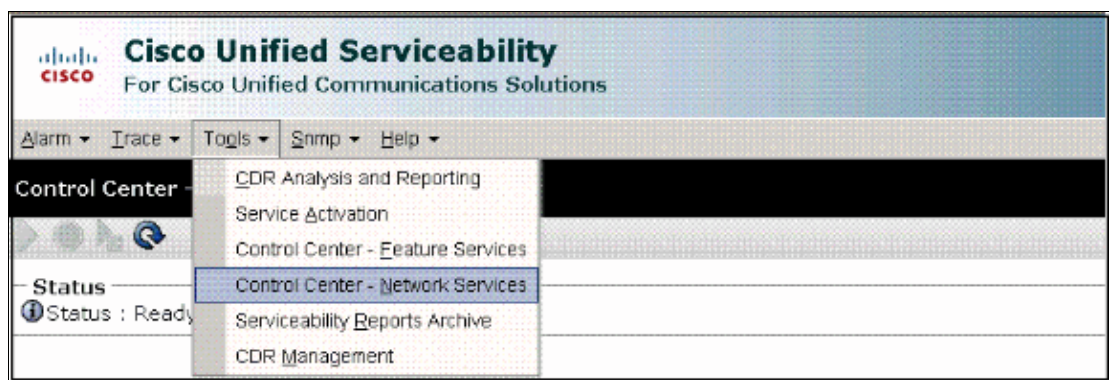 Cisco Unified Serviceability
CISCO For Cisco Unified Communications Solutions
Alarm Trace Tools Snmp Help
Control Center -
CDR Analysis and Reporting
Service Activation
Control Center - Feature Services
Control Center - Network Services
Serviceability Reports Archive
CDR Management
Status
Status : Ready